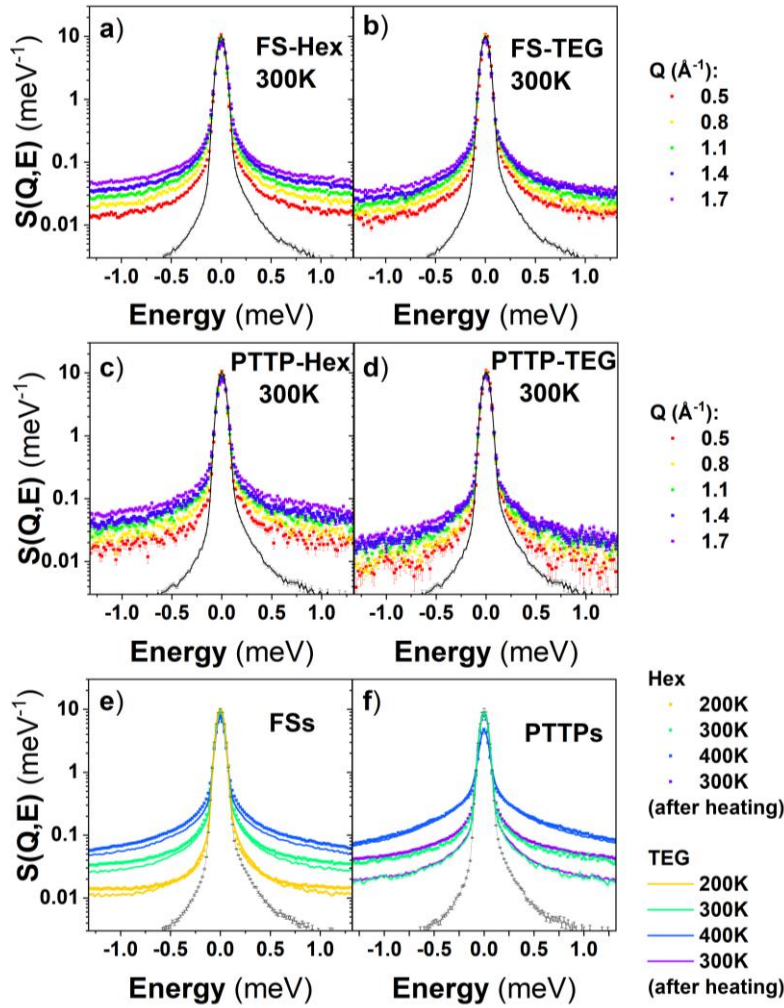 a) FS-Hex
300K
b) FS-TEG
300K
S(Q,E) (meV⁻¹)
10
1
0.1
0.01
-1.0 -0.5 0.0 0.5 1.0
-1.0 -0.5 0.0 0.5 1.0
Energy (meV)
Energy (meV)
Q (Å⁻¹):
0.5
0.8
1.1
1.4
1.7
c) PTTP-Hex
300K
d) PTTP-TEG
300K
S(Q,E) (meV⁻¹)
10
1
0.1
0.01
-1.0 -0.5 0.0 0.5 1.0
-1.0 -0.5 0.0 0.5 1.0
Energy (meV)
Energy (meV)
Q (Å⁻¹):
0.5
0.8
1.1
1.4
1.7
e) FSs
f) PTTPs
S(Q,E) (meV⁻¹)
10
1
0.1
0.01
-1.0 -0.5 0.0 0.5 1.0
-1.0 -0.5 0.0 0.5 1.0
Energy (meV)
Energy (meV)
Hex
200K
300K
400K
300K
(after heating)
TEG
200K
300K
400K
300K
(after heating)